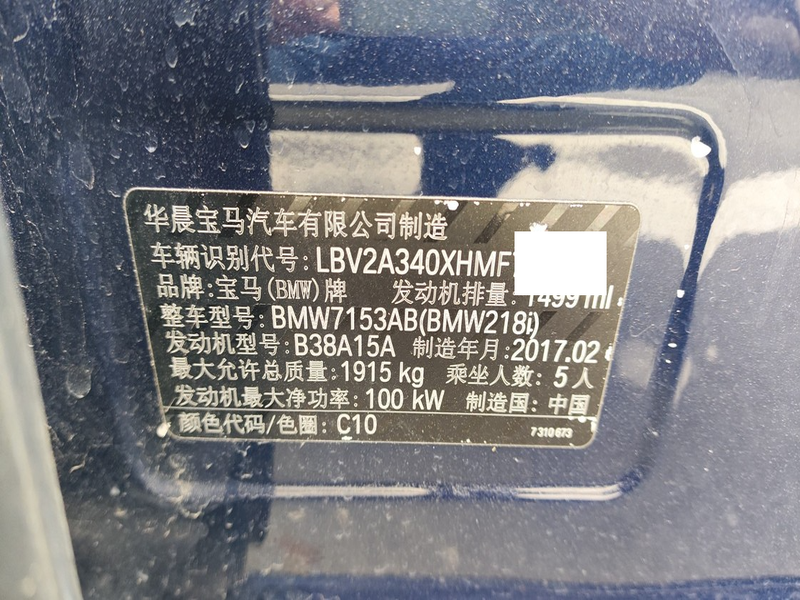 华晨宝马汽车有限公司制造
车辆识别代号:LBV2A340XHMF
品牌:宝马(BMW)牌 发动机排量:1499 ml
整车型号:BMW7153AB(BMW218i)
发动机型号:B38A15A 制造年月:2017.02
最大允许总质量:1915 kg 乘坐人数:5人
发动机最大净功率:100 kW 制造国:中国
颜色代码/色圈:C10 7310673